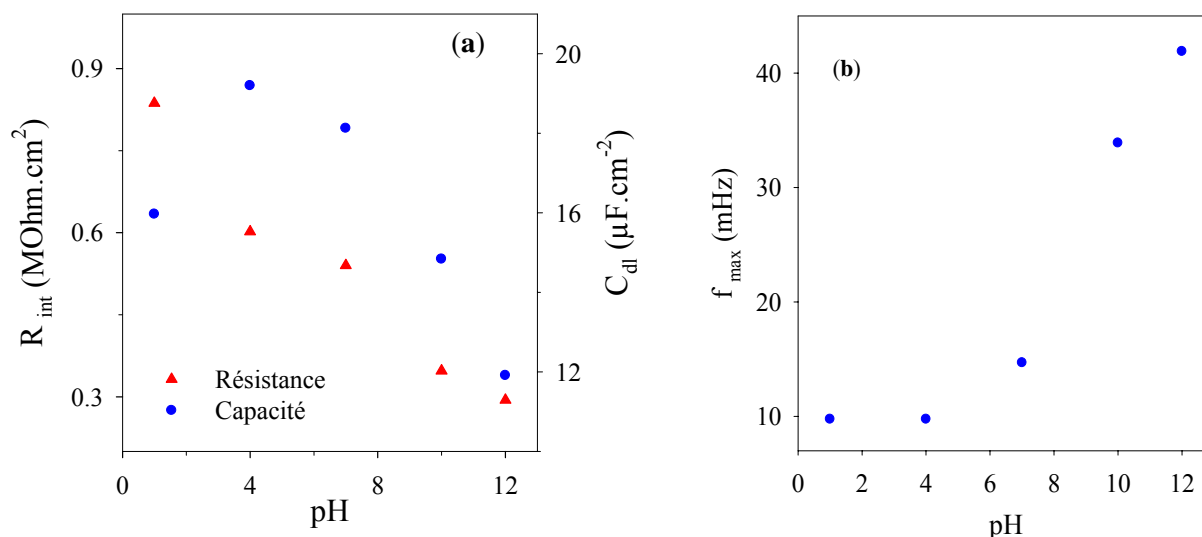 (a)
R int (MOhm.cm²)
0.9
0.6
0.3
20
16
12
C dl (µF.cm⁻²)
Résistance
Capacité
0 4 8 12
pH
(b)
f max (mHz)
40
30
20
10
0 2 4 6 8 10 12
pH